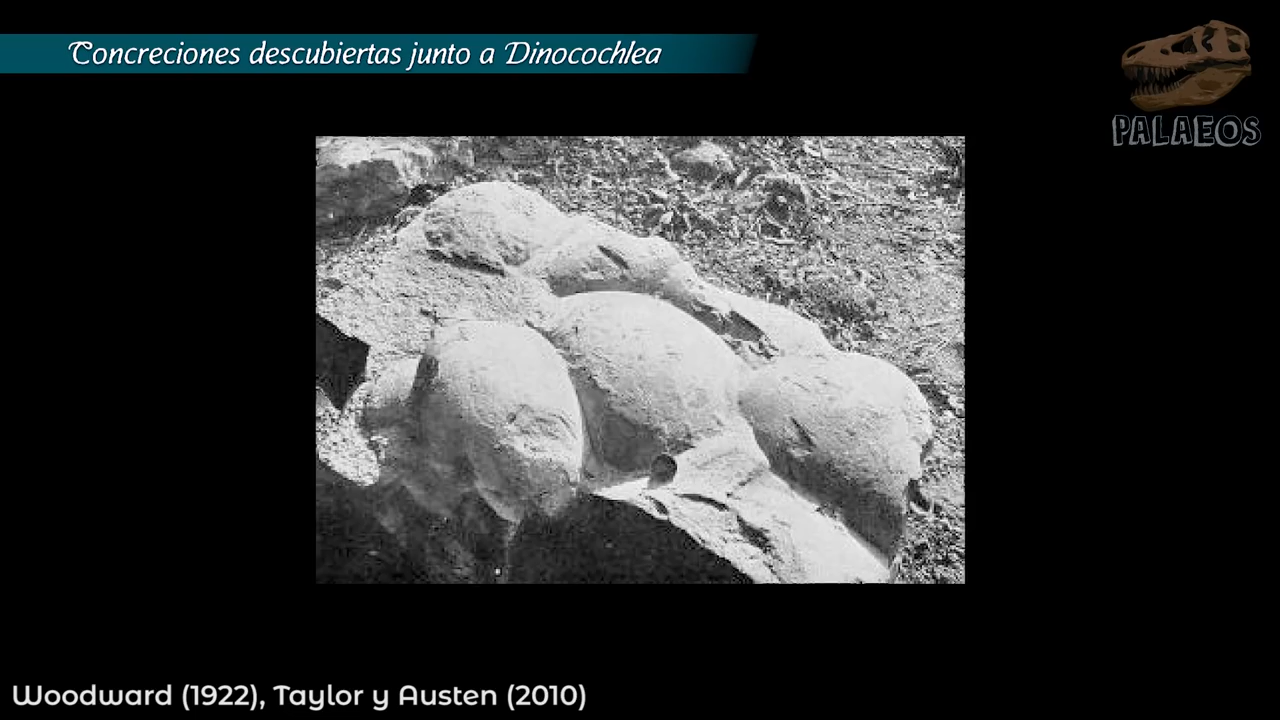 Concreciones descubiertas junto a Dinocochlea
PALAEOS
Woodward (1922), Taylor y Austen (2010)